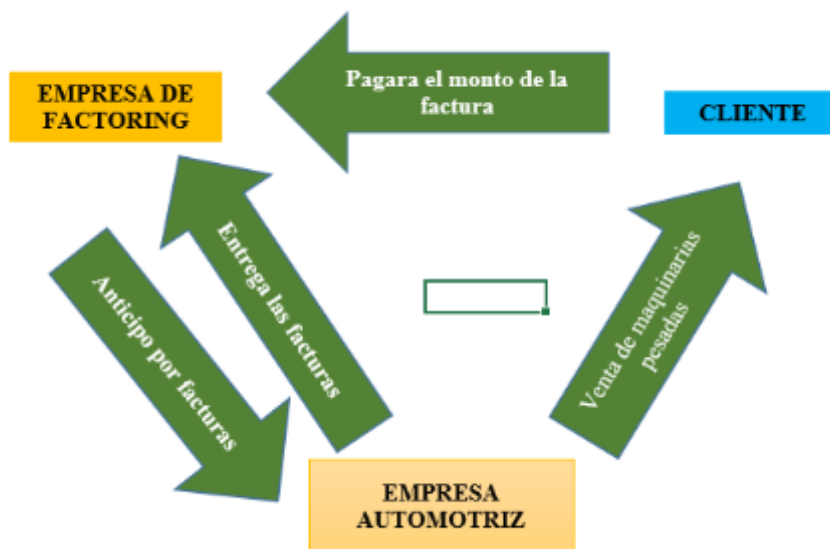 Pagara el monto de la
factura
EMPRESA DE
FACTORING
CLIENTE
Entrega las facturas
Anticipo por facturas
Venta de maquinarias
pesadas
EMPRESA
AUTOMOTRIZ